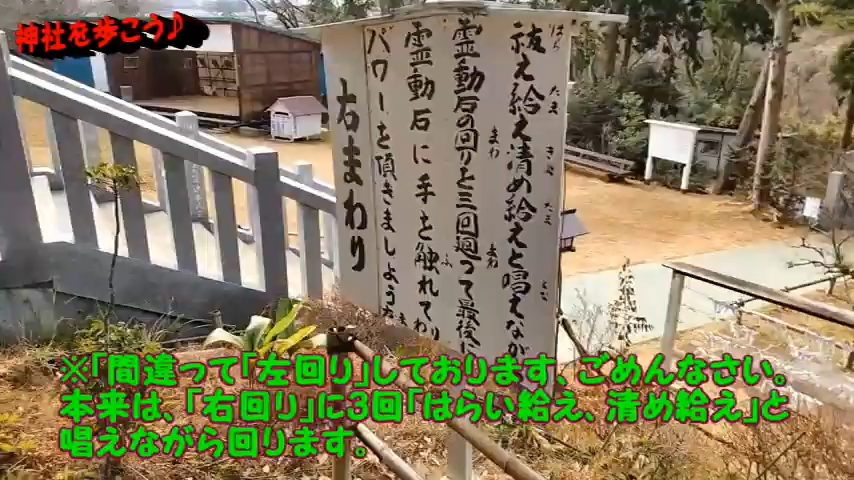 神社を歩こう♪
祓え給え清め給えと唱えなが
霊動石の回りを三回廻って最後に
霊動石に手を触れて
パワーを頂きましょう
右まわり
※「間違って「左回り」しております、ごめんなさい。
本来は、「右回り」に3回「はらい給え、清め給え」と
唱えながら回ります。